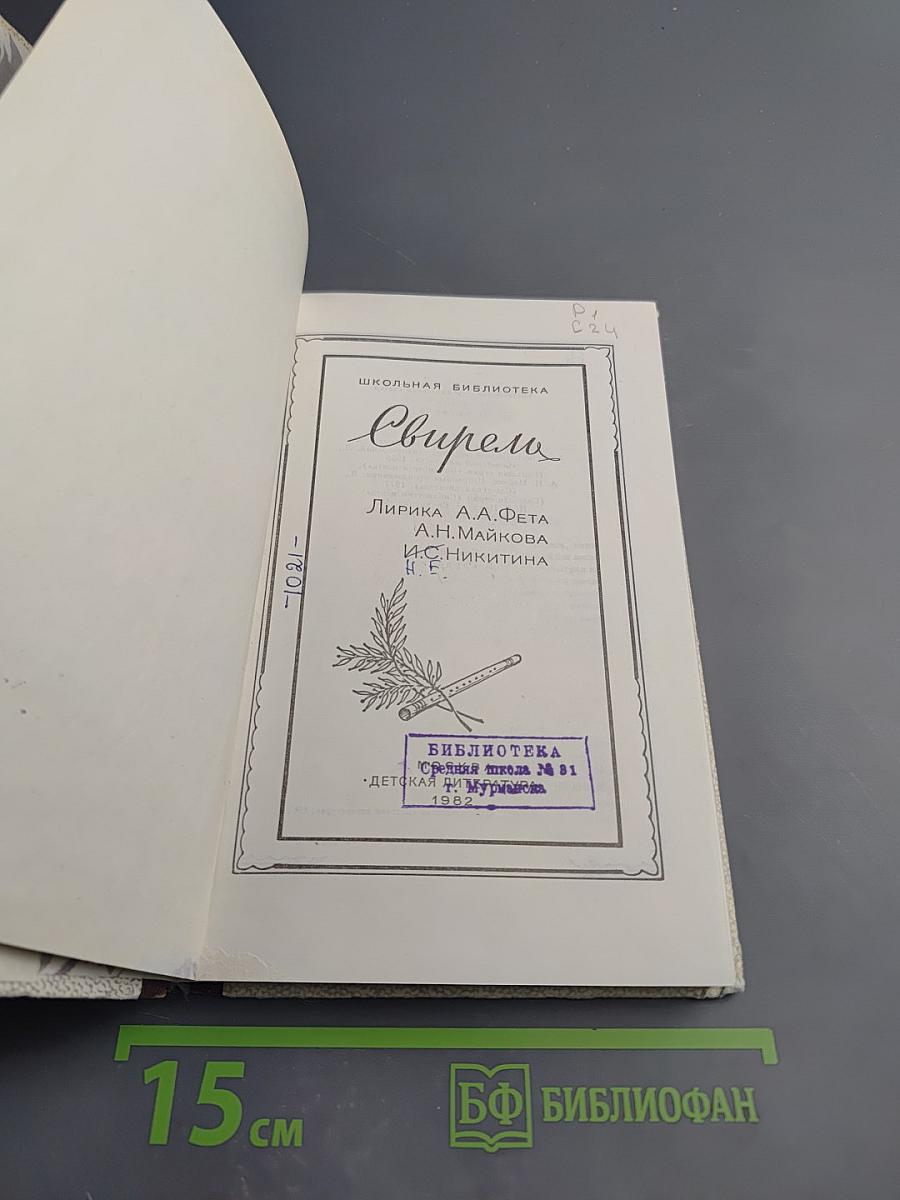 Р1
С24
ШКОЛЬНАЯ БИБЛИОТЕКА
Свирель
ЛИРИКА А.А.ФЕТА
А.Н.МАЙКОВА
И.С.НИКИТИНА
Н. Е.
-1021-
БИБЛИОТЕКА
МОСКВА
Средняя школа № 31
·ДЕТСКАЯ ЛИТЕРАТУРА·
г. Мурманска
1982
15 см
БФ БИБЛИОФАН